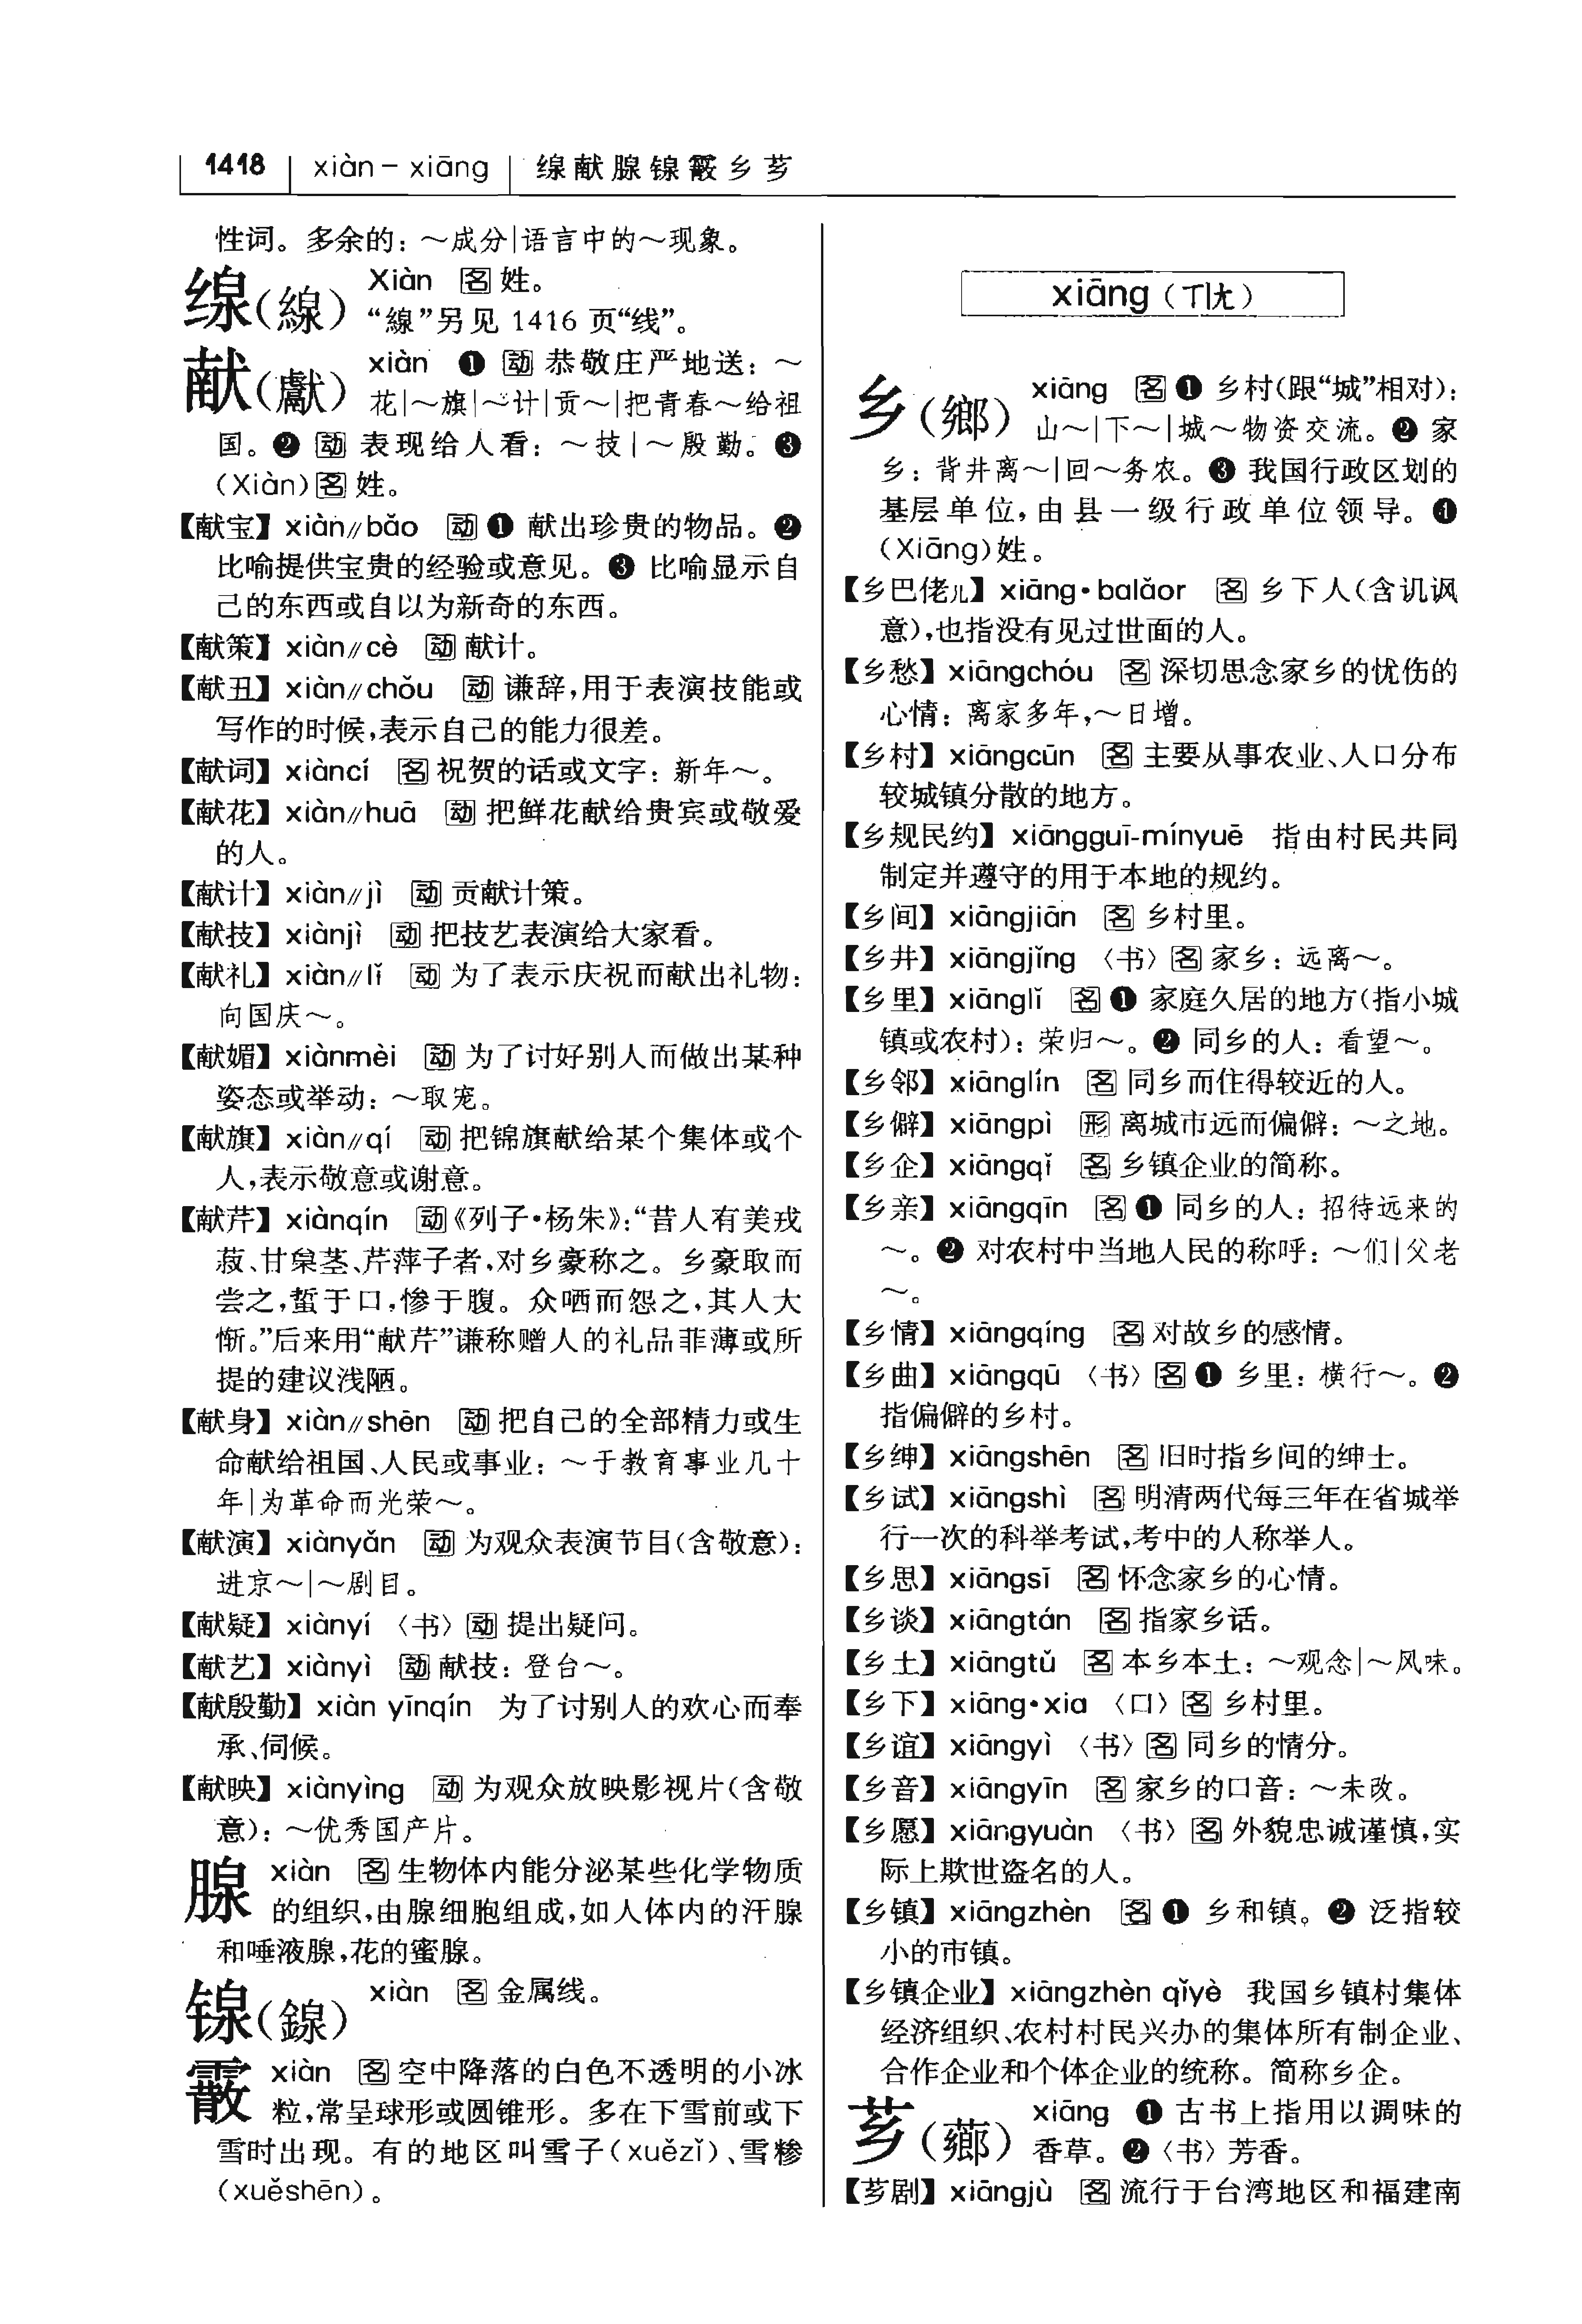 1418 xiàn－xiāng 缐献腺锒霰乡芗
性词。多余的：～成分|语言中的～现象。
缐(線) Xiàn 名 姓。
“線”另见 1416 页“线”。
献(獻) xiàn ❶ 动 恭敬庄严地送：～
花|～旗|～计|贡～|把青春～给祖
国。❷ 动 表现给人看：～技|～殷勤。❸
(Xiàn) 名 姓。
【献宝】xiàn∥bǎo 动 ❶ 献出珍贵的物品。❷
比喻提供宝贵的经验或意见。❸ 比喻显示自
己的东西或自以为新奇的东西。
【献策】xiàn∥cè 动 献计。
【献丑】xiàn∥chǒu 动 谦辞，用于表演技能或
写作的时候，表示自己的能力很差。
【献词】xiàncí 名 祝贺的话或文字：新年～。
【献花】xiàn∥huā 动 把鲜花献给贵宾或敬爱
的人。
【献计】xiàn∥jì 动 贡献计策。
【献技】xiànjì 动 把技艺表演给大家看。
【献礼】xiàn∥lǐ 动 为了表示庆祝而献出礼物：
向国庆～。
【献媚】xiànmèi 动 为了讨好别人而做出某种
姿态或举动：～取宠。
【献旗】xiàn∥qí 动 把锦旗献给某个集体或个
人，表示敬意或谢意。
【献芹】xiànqín 动《列子·杨朱》：“昔人有美戎
菽、甘枲茎、芹萍子者，对乡豪称之。乡豪取而
尝之，蜇于口，惨于腹。众哂而怨之，其人大
惭。”后来用“献芹”谦称赠人的礼品菲薄或所
提的建议浅陋。
【献身】xiàn∥shēn 动 把自己的全部精力或生
命献给祖国、人民或事业：～于教育事业几十
年|为革命而光荣～。
【献演】xiànyǎn 动 为观众表演节目(含敬意)：
进京～|～剧目。
【献疑】xiànyí 〈书〉动 提出疑问。
【献艺】xiànyì 动 献技：登台～。
【献殷勤】xiàn yīnqín 为了讨别人的欢心而奉
承、伺候。
【献映】xiànyìng 动 为观众放映影视片(含敬
意)：～优秀国产片。
腺 xiàn 名 生物体内能分泌某些化学物质
的组织，由腺细胞组成，如人体内的汗腺
和唾液腺，花的蜜腺。
𫔎(鍌) xiàn 名 金属线。
霰 xiàn 名 空中降落的白色不透明的小冰
粒，常呈球形或圆锥形。多在下雪前或下
雪时出现。有的地区叫雪子(xuězǐ)、雪糁
(xuěshēn)。
xiāng (ㄒㄧㄤ)
乡(鄉) xiāng 名 ❶ 乡村(跟“城”相对)：
山～|下～|城～物资交流。❷ 家
乡：背井离～|回～务农。❸ 我国行政区划的
基层单位，由县一级行政单位领导。❹
(Xiāng) 姓。
【乡巴佬儿】xiāng·balǎor 名 乡下人(含讥讽
意)，也指没有见过世面的人。
【乡愁】xiāngchóu 名 深切思念家乡的忧伤的
心情：离家多年，～日增。
【乡村】xiāngcūn 名 主要从事农业、人口分布
较城镇分散的地方。
【乡规民约】xiāngguī-mínyuē 指由村民共同
制定并遵守的用于本地的规约。
【乡间】xiāngjiān 名 乡村里。
【乡井】xiāngjǐng 〈书〉名 家乡：远离～。
【乡里】xiānglǐ 名 ❶ 家庭久居的地方(指小城
镇或农村)：荣归～。❷ 同乡的人：看望～。
【乡邻】xiānglín 名 同乡而住得较近的人。
【乡僻】xiāngpì 形 离城市远而偏僻：～之地。
【乡企】xiāngqǐ 名 乡镇企业的简称。
【乡亲】xiāngqīn 名 ❶ 同乡的人：招待远来的
～。❷ 对农村中当地人民的称呼：～们|父老
～。
【乡情】xiāngqíng 名 对故乡的感情。
【乡曲】xiāngqū 〈书〉名 ❶ 乡里：横行～。❷
指偏僻的乡村。
【乡绅】xiāngshēn 名 旧时指乡间的绅士。
【乡试】xiāngshì 名 明清两代每三年在省城举
行一次的科举考试，考中的人称举人。
【乡思】xiāngsī 名 怀念家乡的心情。
【乡谈】xiāngtán 名 指家乡话。
【乡土】xiāngtǔ 名 本乡本土：～观念|～风味。
【乡下】xiāng·xia 〈口〉名 乡村里。
【乡谊】xiāngyì 〈书〉名 同乡的情分。
【乡音】xiāngyīn 名 家乡的口音：～未改。
【乡愿】xiāngyuàn 〈书〉名 外貌忠诚谨慎，实
际上欺世盗名的人。
【乡镇】xiāngzhèn 名 ❶ 乡和镇。❷ 泛指较
小的市镇。
【乡镇企业】xiāngzhèn qǐyè 我国乡镇村集体
经济组织、农村村民兴办的集体所有制企业、
合作企业和个体企业的统称。简称乡企。
芗(薌) xiāng ❶ 古书上指用以调味的
香草。❷〈书〉芳香。
【芗剧】xiāngjù 名 流行于台湾地区和福建南